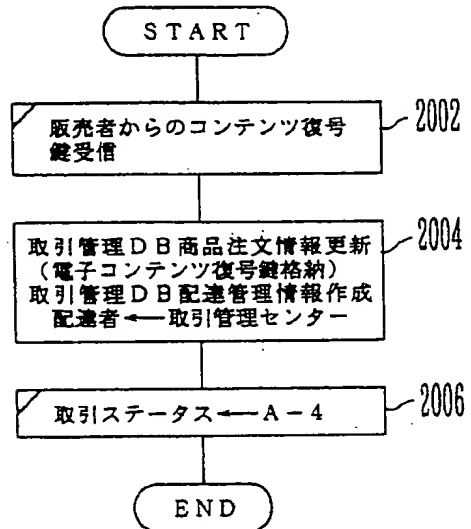 START
販売者からのコンテンツ復号
鍵受信
2002
取引管理DB商品注文情報更新
(電子コンテンツ復号鍵格納)
取引管理DB配達管理情報作成
配達者←取引管理センター
2004
取引ステータス←A-4
2006
END